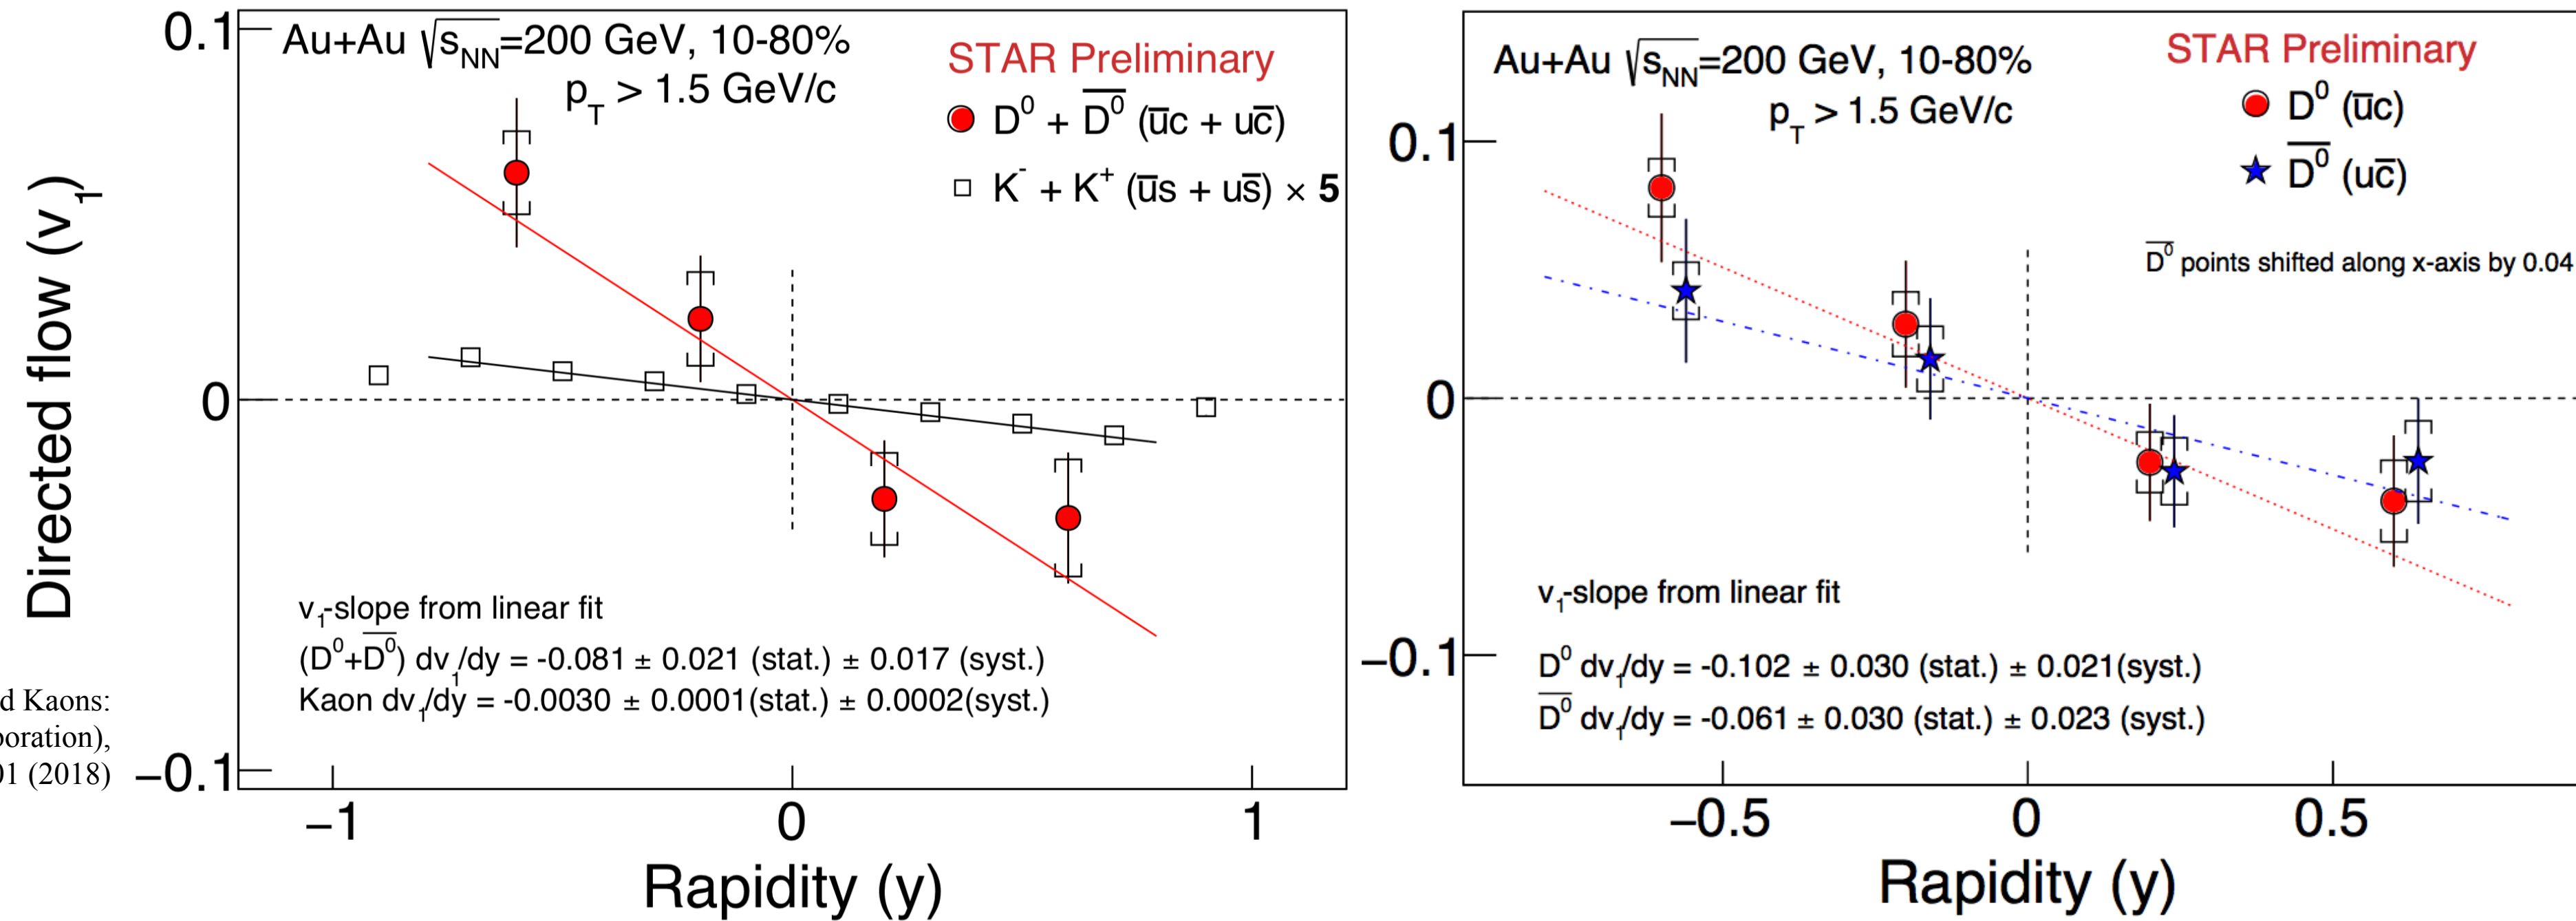 0.1
Au+Au √sNN=200 GeV, 10-80%
pT > 1.5 GeV/c
STAR Preliminary
D⁰ + D̅⁰ (u̅c + uc̅)
K⁻ + K⁺ (u̅s + us̅) × 5
Directed flow (v1)
0
v1-slope from linear fit
(D⁰+D̅⁰) dv1/dy = -0.081 ± 0.021 (stat.) ± 0.017 (syst.)
Kaon dv1/dy = -0.0030 ± 0.0001(stat.) ± 0.0002(syst.)
d Kaons:
oration),
01 (2018)
−0.1
−1 0 1
Rapidity (y)
Au+Au √sNN=200 GeV, 10-80%
pT > 1.5 GeV/c
STAR Preliminary
D⁰ (u̅c)
D̅⁰ (uc̅)
D̅⁰ points shifted along x-axis by 0.04
0.1
0
−0.1
v1-slope from linear fit
D⁰ dv1/dy = -0.102 ± 0.030 (stat.) ± 0.021(syst.)
D̅⁰ dv1/dy = -0.061 ± 0.030 (stat.) ± 0.023 (syst.)
−0.5 0 0.5
Rapidity (y)